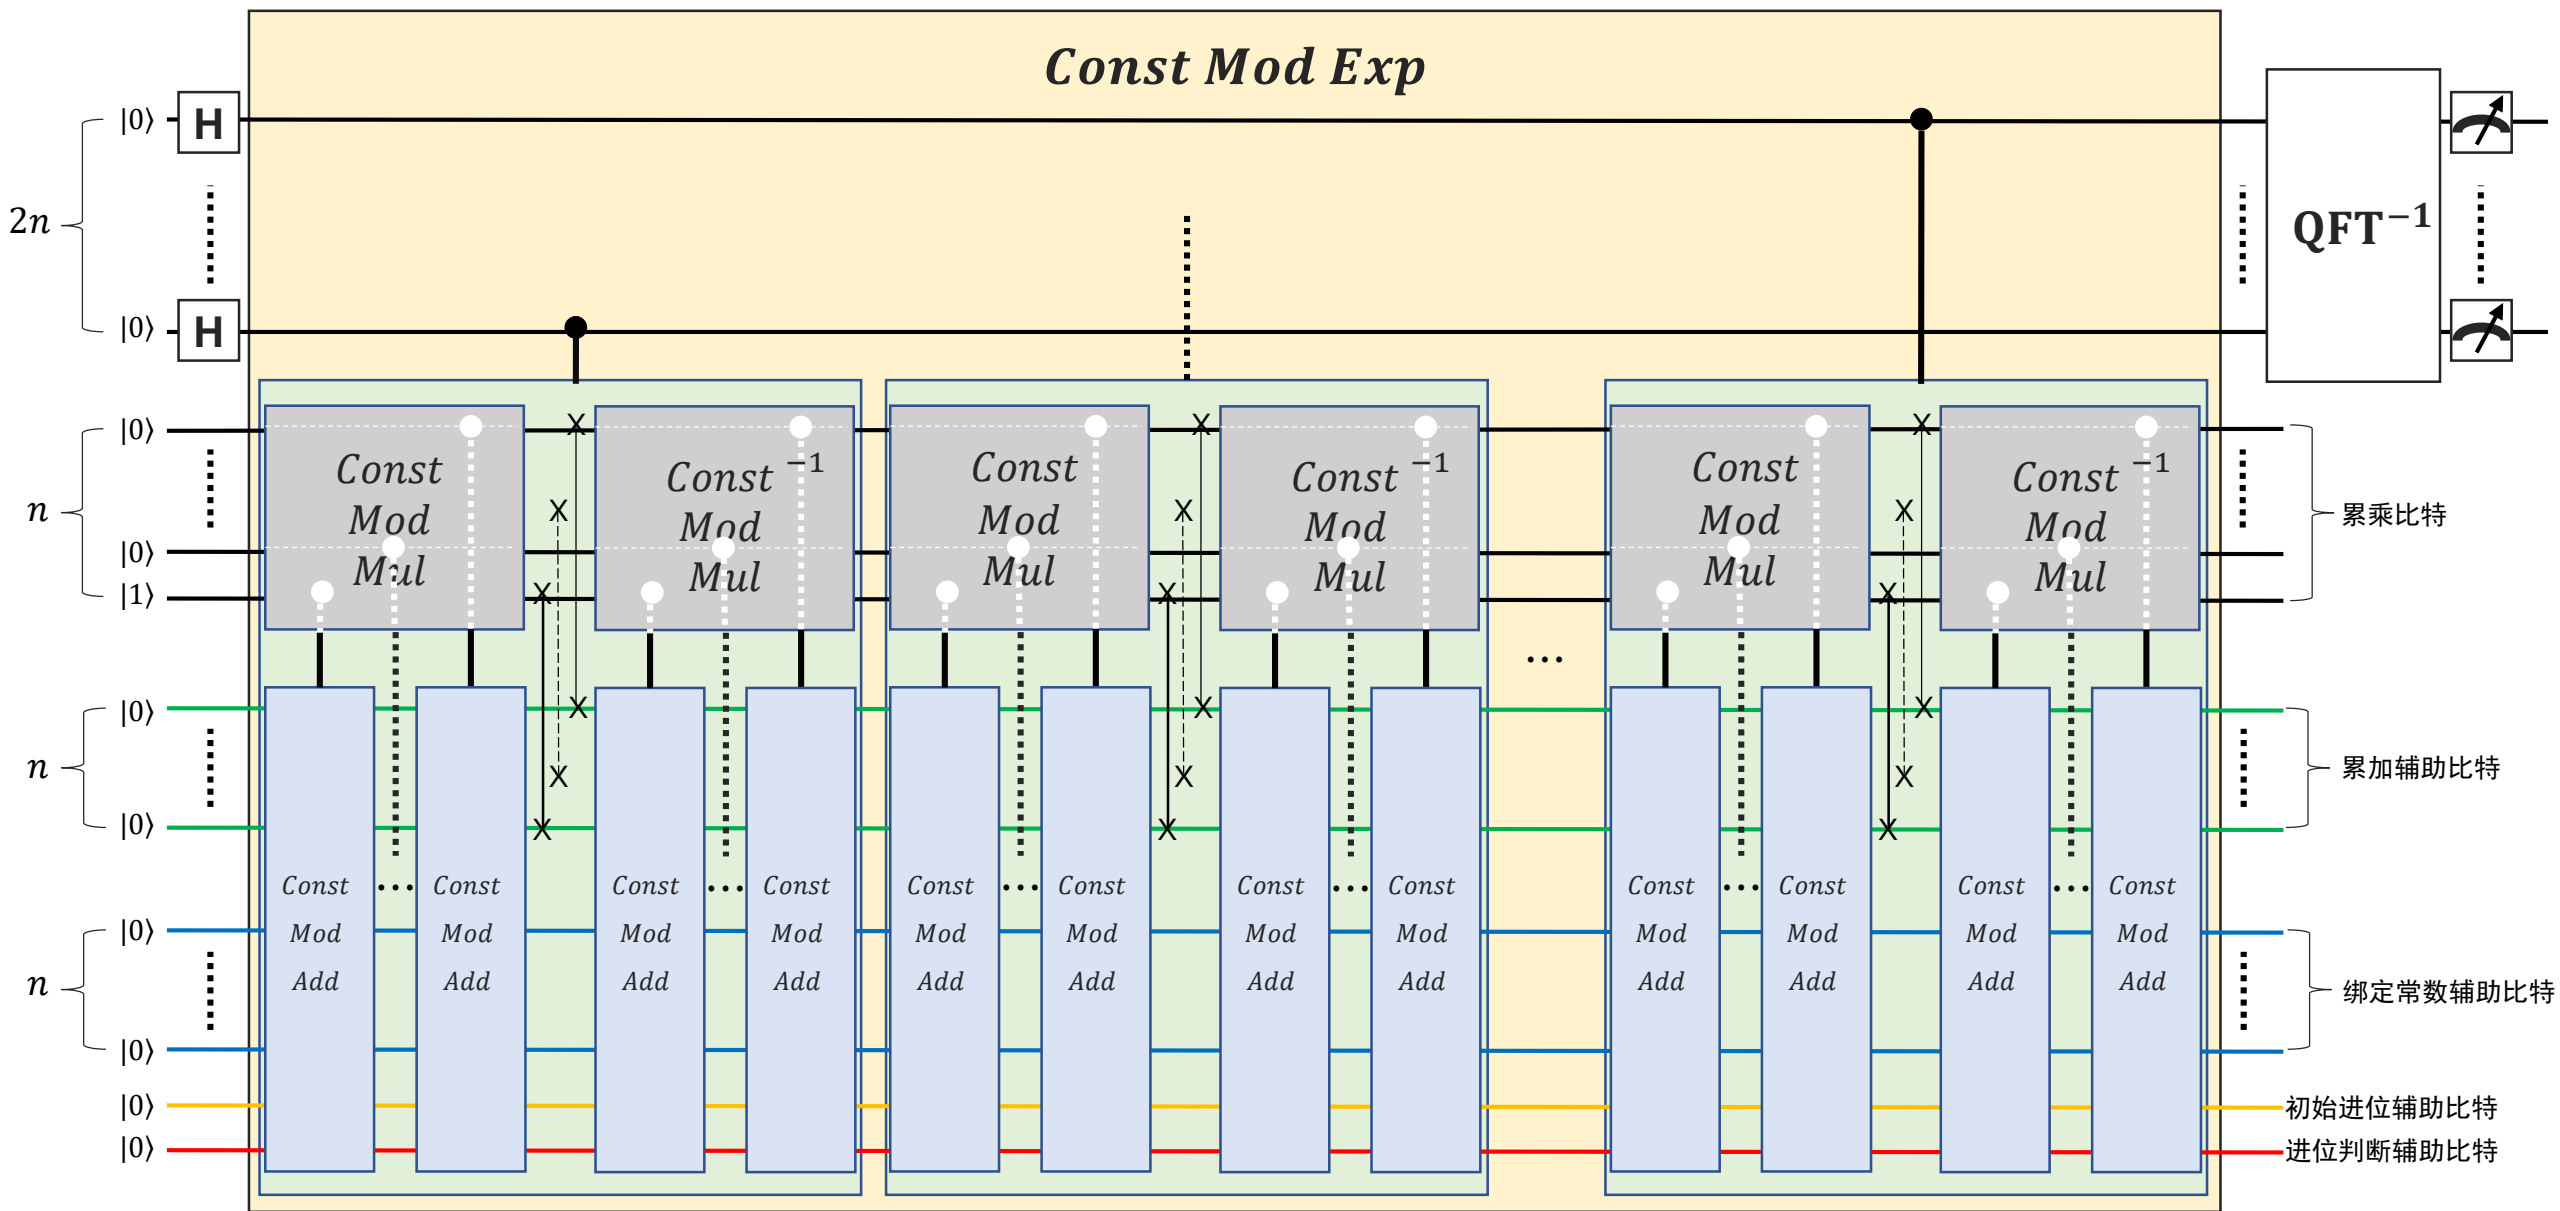 Const Mod Exp
2n
|0⟩
H
|0⟩
H
QFT⁻¹
n
|0⟩
|0⟩
|1⟩
Const
Mod
Mul
Const ⁻¹
Mod
Mul
Const
Mod
Mul
Const ⁻¹
Mod
Mul
...
Const
Mod
Mul
Const ⁻¹
Mod
Mul
累乘比特
n
|0⟩
|0⟩
累加辅助比特
Const ... Const
Mod Mod
Add Add
Const ... Const
Mod Mod
Add Add
Const ... Const
Mod Mod
Add Add
Const ... Const
Mod Mod
Add Add
Const ... Const
Mod Mod
Add Add
Const ... Const
Mod Mod
Add Add
n
|0⟩
|0⟩
绑定常数辅助比特
|0⟩
初始进位辅助比特
|0⟩
进位判断辅助比特